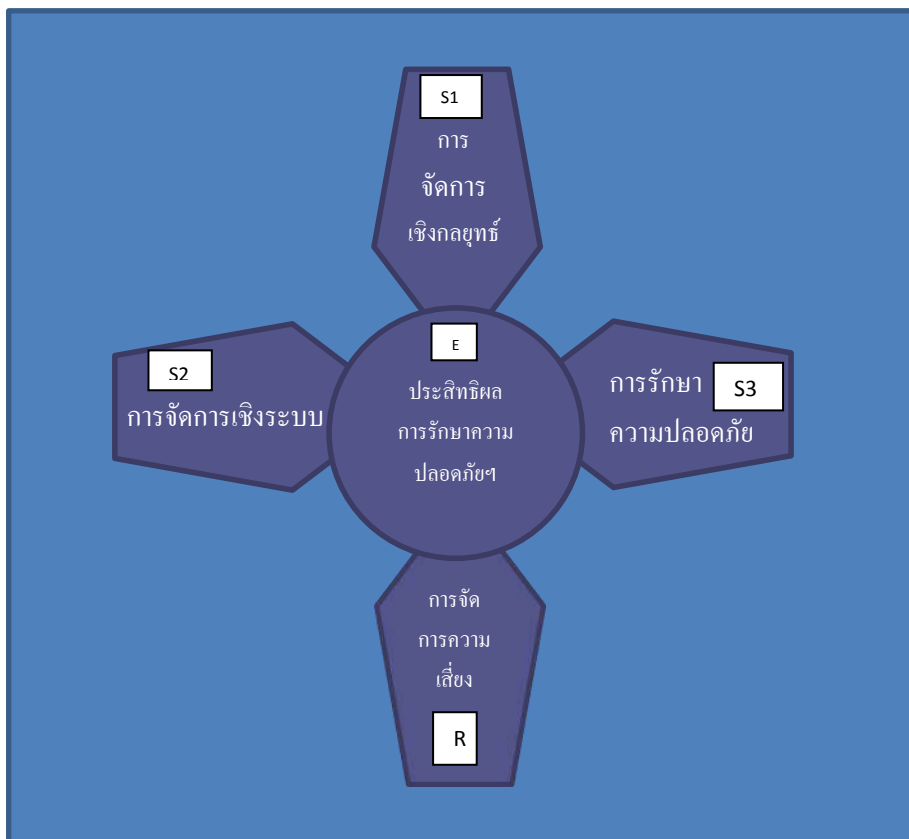 S1
การ
จัดการ
เชิงกลยุทธ์
E
ประสิทธิผล
การรักษาความ
ปลอดภัยฯ
S2
การจัดการเชิงระบบ
การรักษา
ความปลอดภัย
S3
การจัด
การความ
เสี่ยง
R